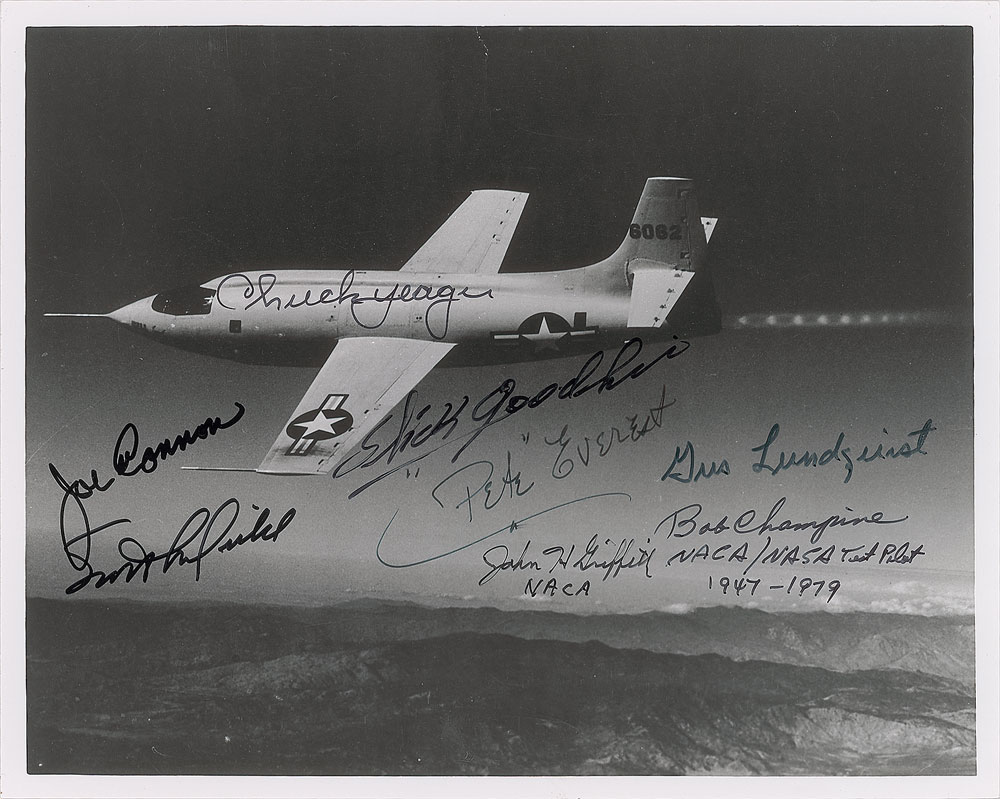 6062
Chuck Yeager
Slick Goodlin
Joe Cannon
"Pete" Everest
Gus Lundquist
Bob Champine
John H Griffith NACA/NASA Test Pilot
NACA 1947-1979